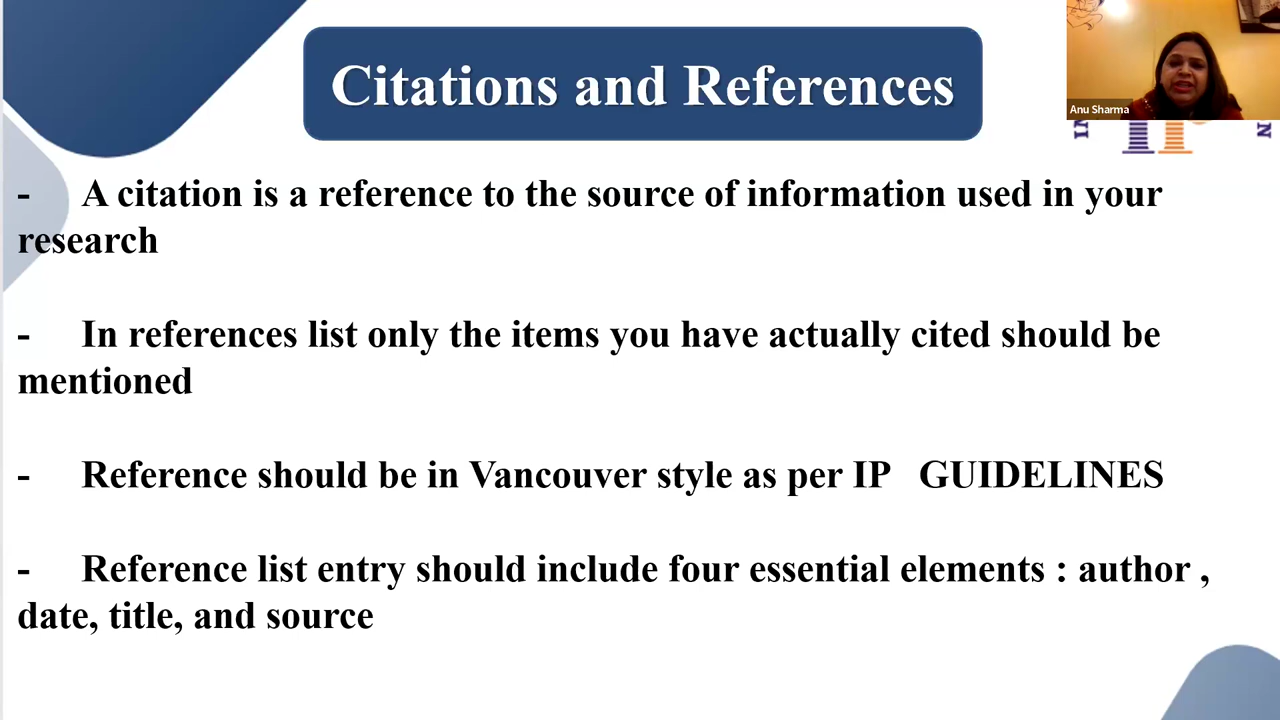 Citations and References
Anu Sharma
IN
N
- A citation is a reference to the source of information used in your
research
- In references list only the items you have actually cited should be
mentioned
- Reference should be in Vancouver style as per IP GUIDELINES
- Reference list entry should include four essential elements : author ,
date, title, and source